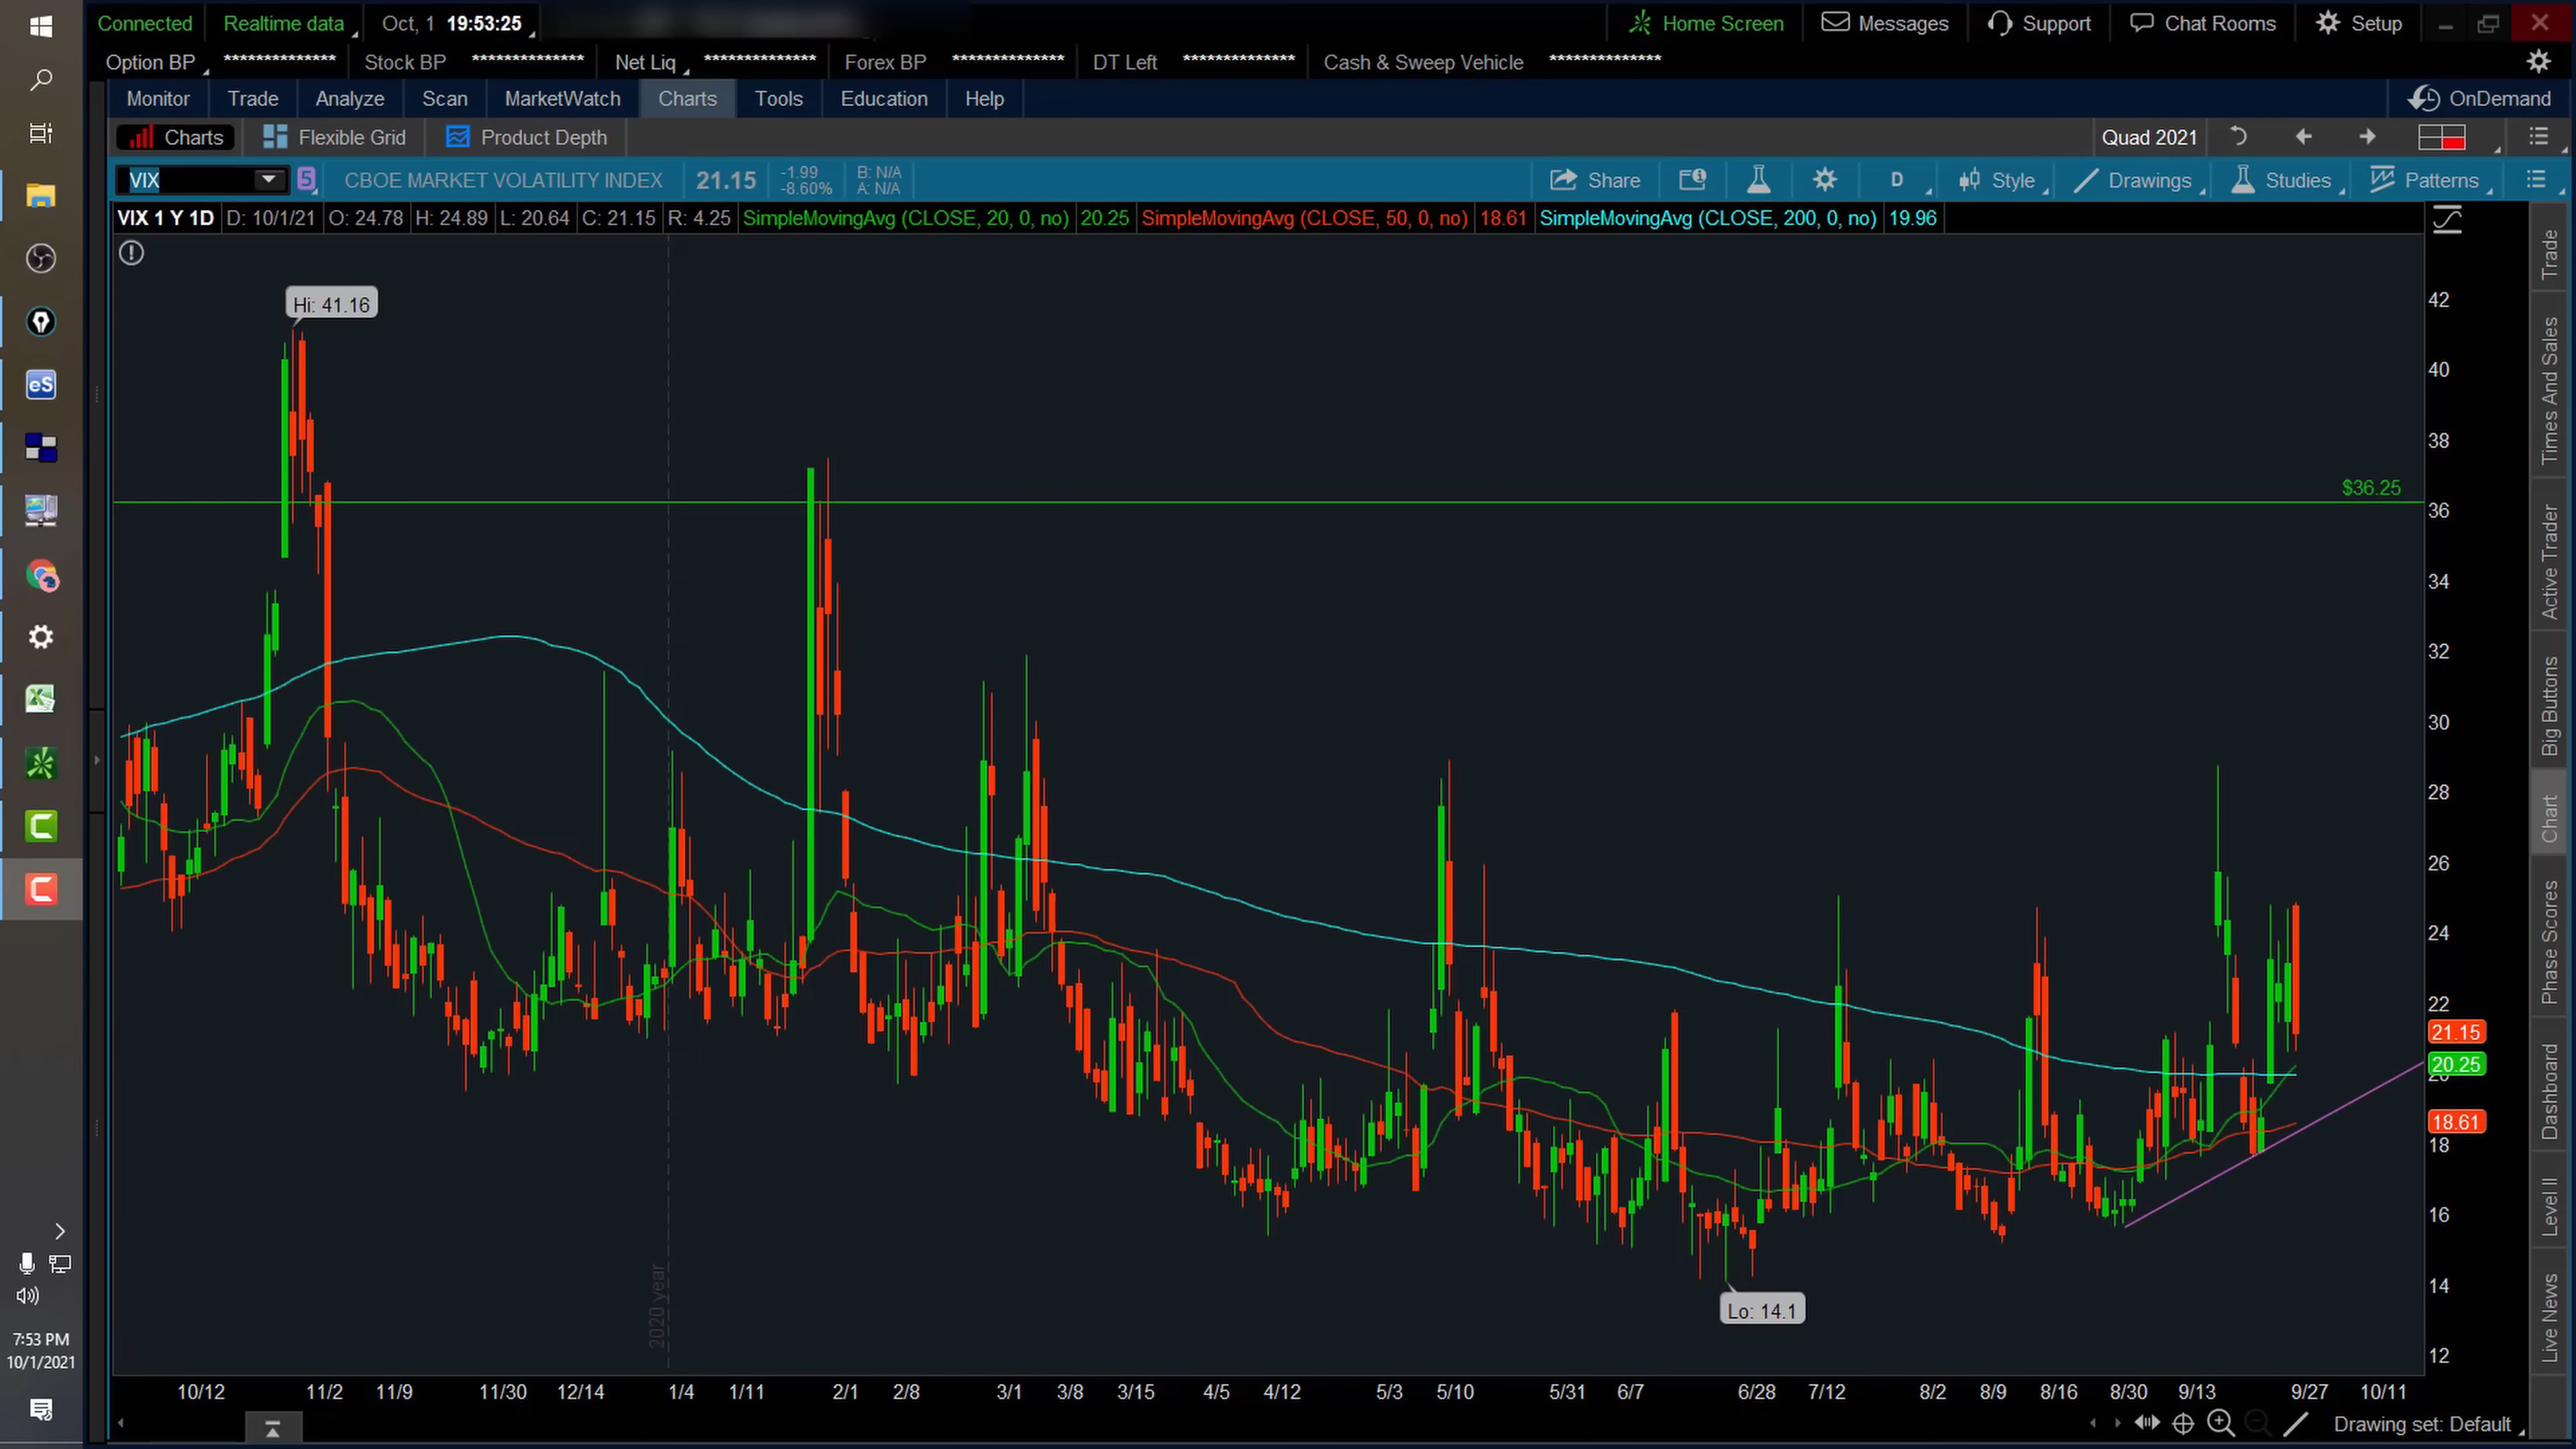 Connected Realtime data Oct, 1 19:53:25 Home Screen Messages Support Chat Rooms Setup
Option BP ************** Stock BP ************** Net Liq ************** Forex BP ************** DT Left ************** Cash & Sweep Vehicle **************
Monitor Trade Analyze Scan MarketWatch Charts Tools Education Help OnDemand
Charts Flexible Grid Product Depth Quad 2021
VIX 5 CBOE MARKET VOLATILITY INDEX 21.15 -1.99 B: N/A Share D Style Drawings Studies Patterns
-8.60% A: N/A
VIX 1 Y 1D D: 10/1/21 O: 24.78 H: 24.89 L: 20.64 C: 21.15 R: 4.25 SimpleMovingAvg (CLOSE, 20, 0, no) 20.25 SimpleMovingAvg (CLOSE, 50, 0, no) 18.61 SimpleMovingAvg (CLOSE, 200, 0, no) 19.96
Hi: 41.16
$36.25
Lo: 14.1
2020 year
42
40
38
36
34
32
30
28
26
24
22
21.15
20.25
20
18.61
18
16
14
12
Trade
Times And Sales
Active Trader
Big Buttons
Chart
Phase Scores
Dashboard
Level II
Live News
eS
7:53 PM
10/1/2021
10/12 11/2 11/9 11/30 12/14 1/4 1/11 2/1 2/8 3/1 3/8 3/15 4/5 4/12 5/3 5/10 5/31 6/7 6/28 7/12 8/2 8/9 8/16 8/30 9/13 9/27 10/11
Drawing set: Default